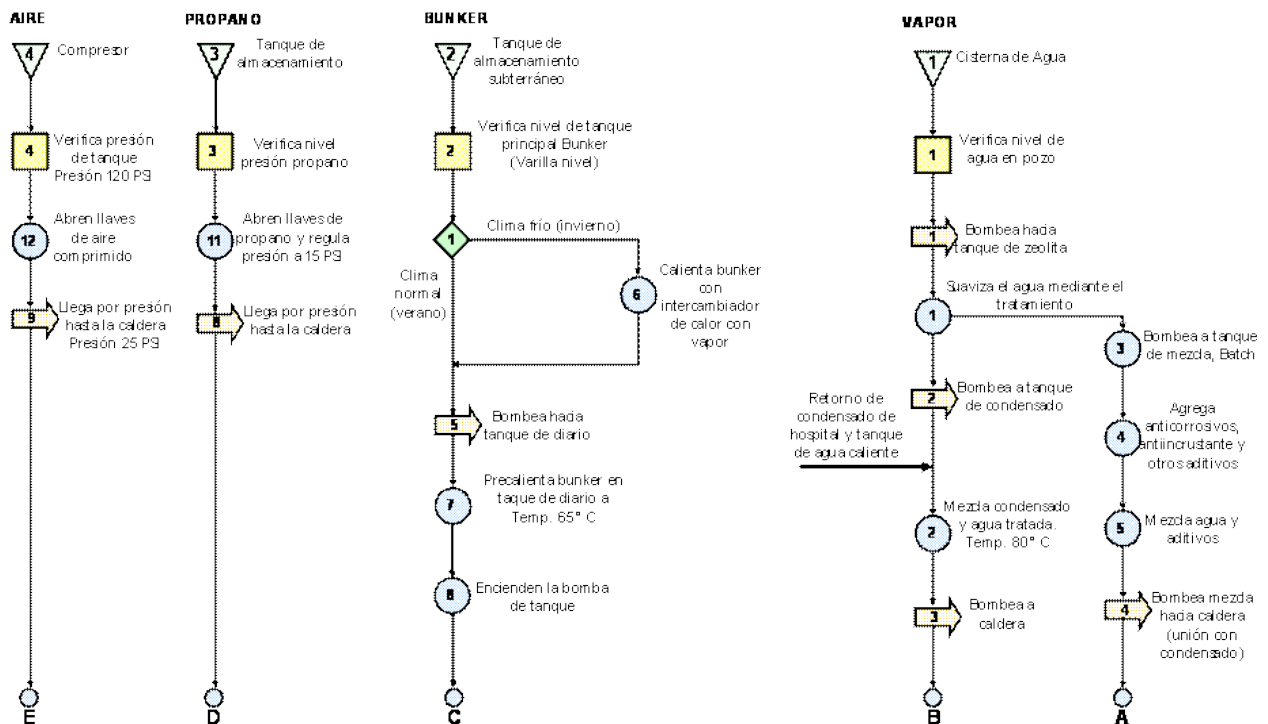 AIRE
4
Compresor
4
Verifica presión
de tanque
Presión 120 PSI
12
Abren llaves
de aire
comprimido
9
Llega por presión
hasta la caldera
Presión 25 PSI
E
PROPANO
3
Tanque de
almacenamiento
3
Verifica nivel
presión propano
11
Abren llaves de
propano y regula
presión a 15 PSI
8
Llega por presión
hasta la caldera
D
BUNKER
2
Tanque de
almacenamiento
subterráneo
2
Verifica nivel de tanque
principal Bunker
(Varilla nivel)
1
Clima frío (invierno)
Clima
normal
(verano)
6
Calienta bunker
con
intercambiador
de calor con
vapor
5
Bombea hacia
tanque de diario
7
Precalienta bunker en
taque de diario a
Temp. 65° C
8
Encienden la bomba
de tanque
C
VAPOR
1
Cisterna de Agua
1
Verifica nivel de
agua en pozo
1
Bombea hacia
tanque de zeolita
Suaviza el agua mediante el
tratamiento
1
2
Bombea a tanque
de condensado
Retorno de
condensado de
hospital y tanque
de agua caliente
2
Mezcla condensado
y agua tratada.
Temp. 80° C
3
Bombea a
caldera
B
3
Bombea a tanque
de mezcla, Batch
4
Agrega
anticorrosivos,
antiincrustante y
otros aditivos
5
Mezcla agua y
aditivos
4
Bombea mezcla
hacia caldera
(unión con
condensado)
A